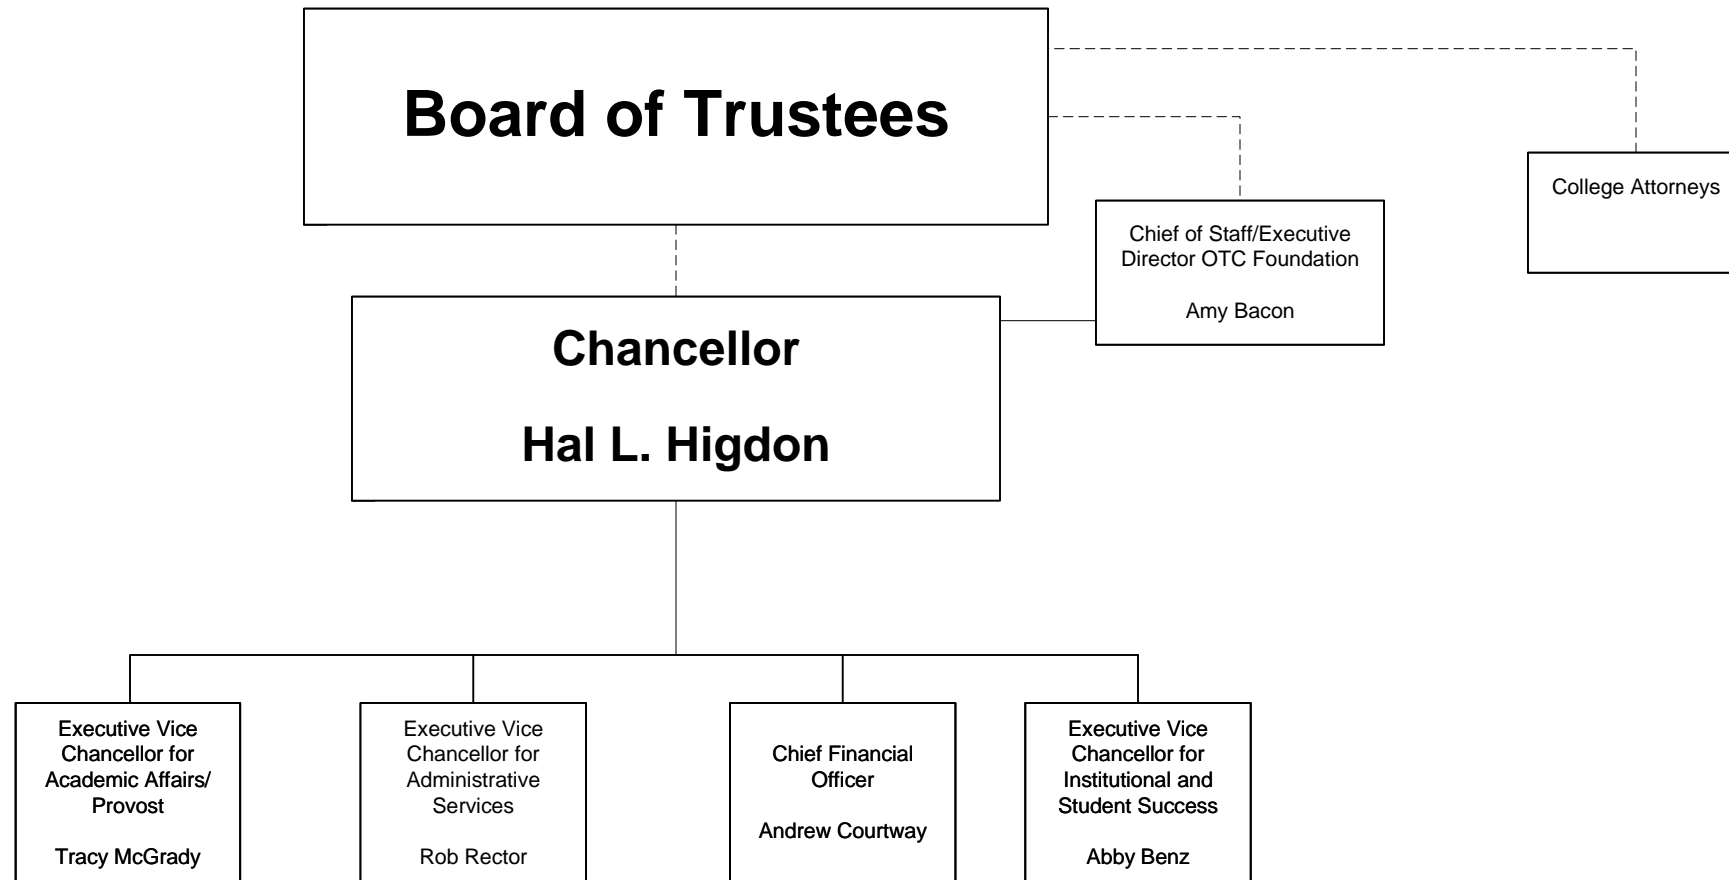 Board of Trustees
College Attorneys
Chief of Staff/Executive
Director OTC Foundation
Amy Bacon
Chancellor
Hal L. Higdon
Executive Vice
Chancellor for
Academic Affairs/
Provost
Tracy McGrady
Executive Vice
Chancellor for
Administrative
Services
Rob Rector
Chief Financial
Officer
Andrew Courtway
Executive Vice
Chancellor for
Institutional and
Student Success
Abby Benz